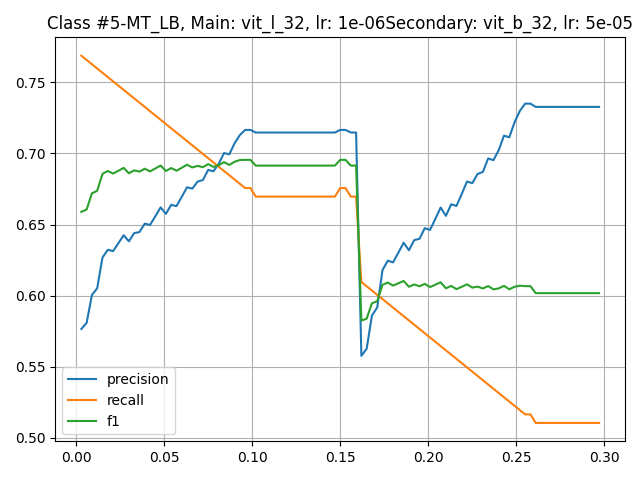 Class #5-MT_LB, Main: vit_l_32, lr: 1e-06Secondary: vit_b_32, lr: 5e-05
0.75
0.70
0.65
0.60
0.55
0.50
precision
recall
f1
0.00 0.05 0.10 0.15 0.20 0.25 0.30